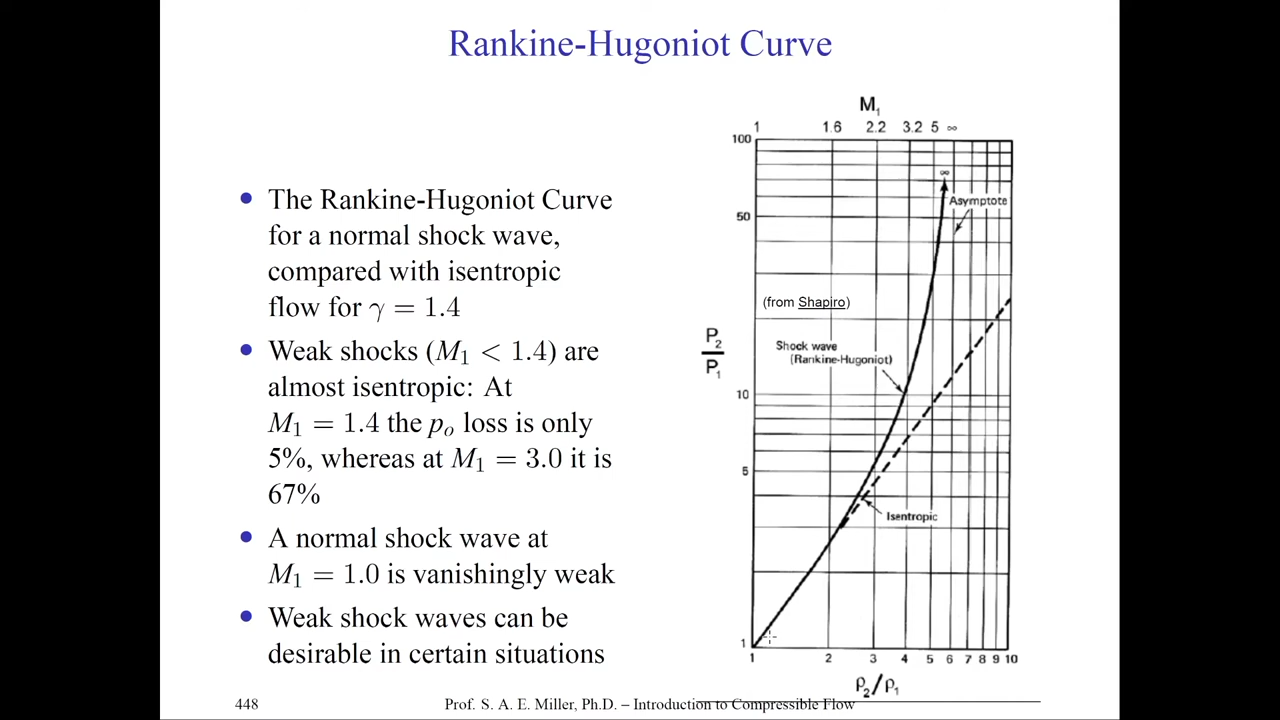 Rankine-Hugoniot Curve
• The Rankine-Hugoniot Curve
for a normal shock wave,
compared with isentropic
flow for γ = 1.4
• Weak shocks (M₁ < 1.4) are
almost isentropic: At
M₁ = 1.4 the pₒ loss is only
5%, whereas at M₁ = 3.0 it is
67%
• A normal shock wave at
M₁ = 1.0 is vanishingly weak
• Weak shock waves can be
desirable in certain situations
M₁
1 1.6 2.2 3.2 5 ∞
100
∞
Asymptote
50
(from Shapiro)
P₂
P₁
Shock wave
(Rankine-Hugoniot)
10
5
Isentropic
1
1 2 3 4 5 6 7 8 9 10
ρ₂/ρ₁
448
Prof. S. A. E. Miller, Ph.D. – Introduction to Compressible Flow